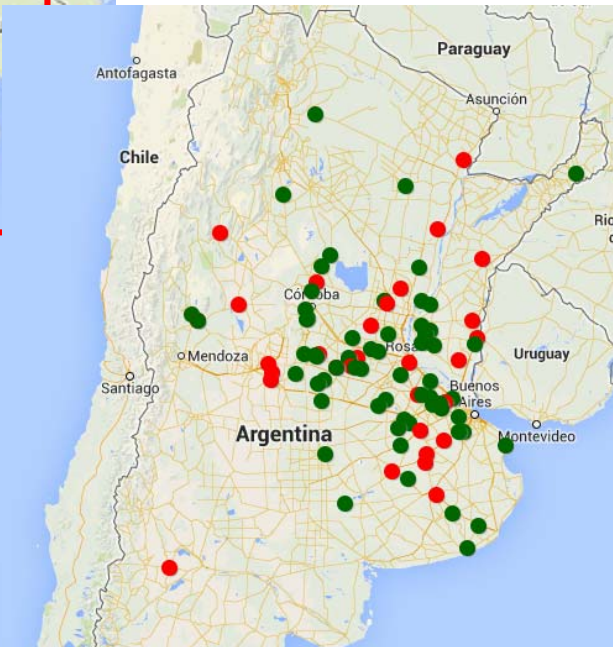 Paraguay
Antofagasta
Asunción
Chile
Ric
Córdoba
Rosa
Mendoza
Uruguay
Santiago
Buenos
Aires
Argentina
Montevideo